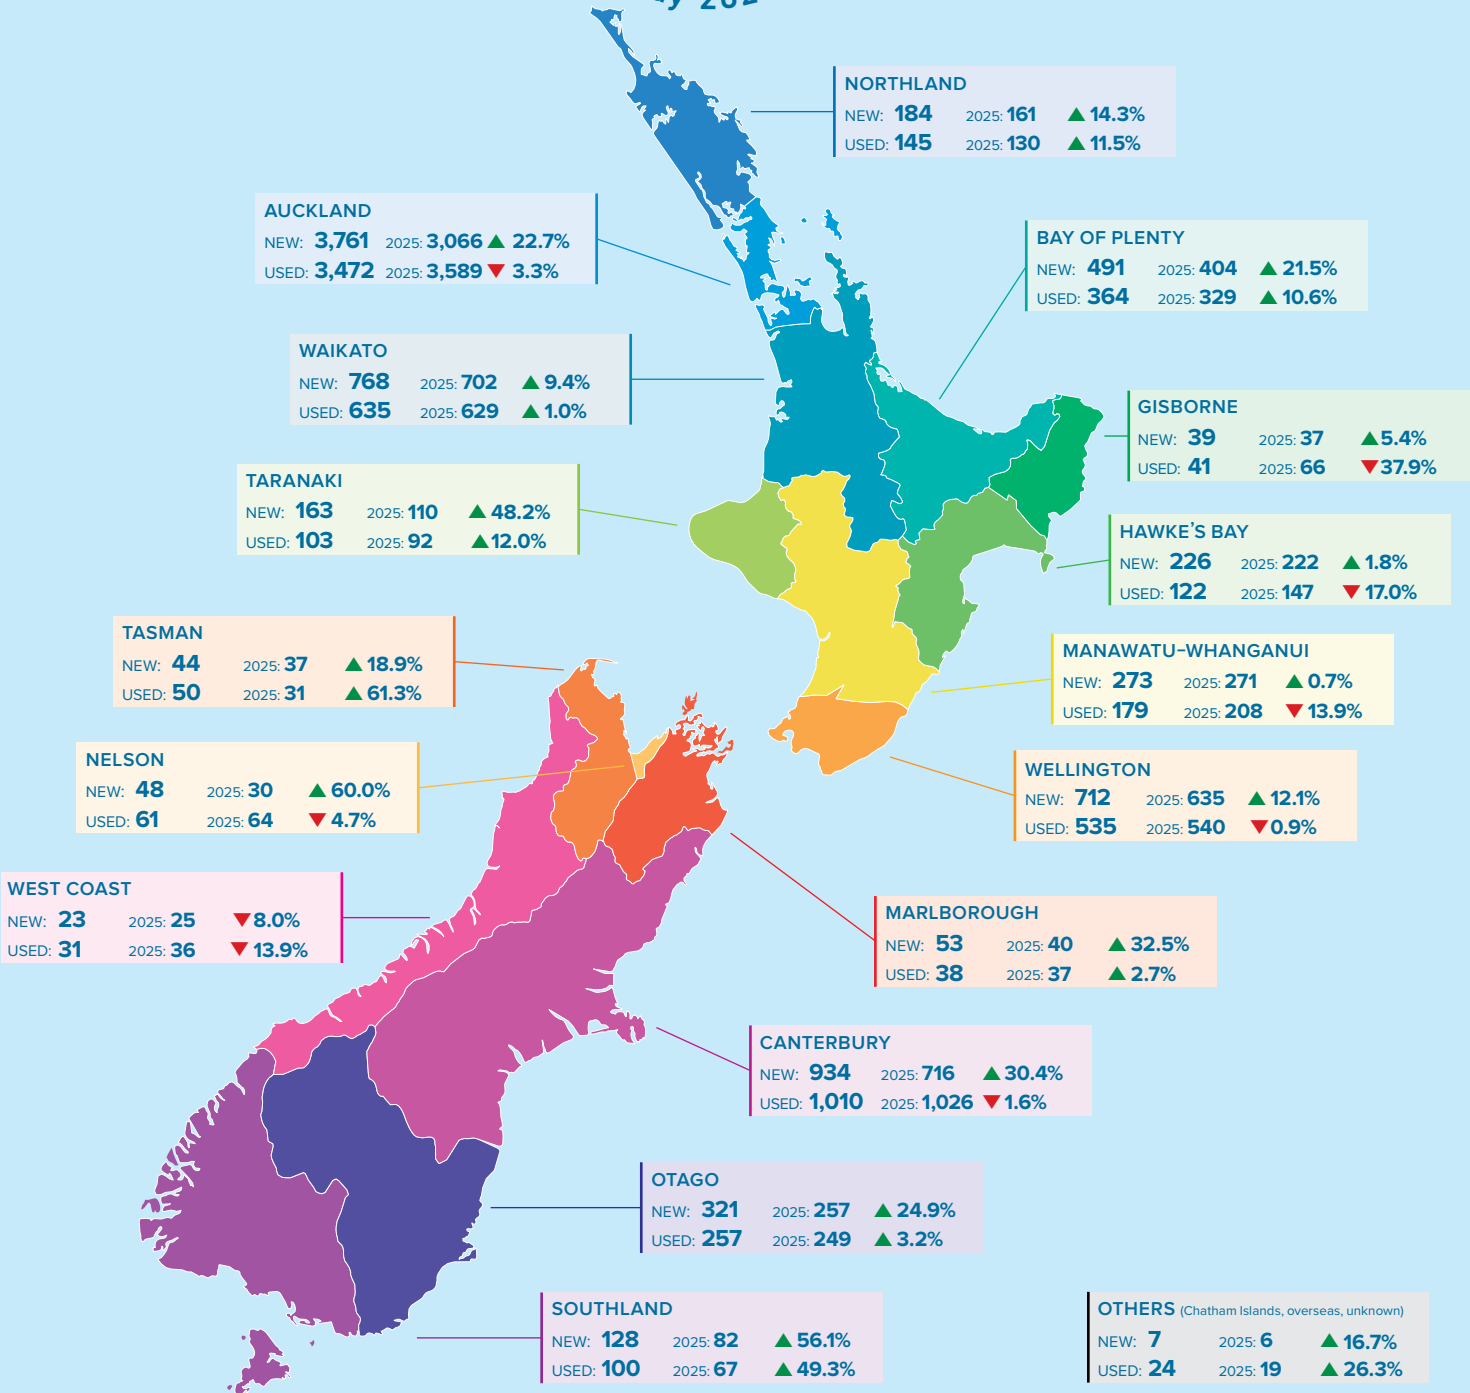 NORTHLAND
NEW: 184 2025: 161 ▲ 14.3%
USED: 145 2025: 130 ▲ 11.5%
AUCKLAND
NEW: 3,761 2025: 3,066 ▲ 22.7%
USED: 3,472 2025: 3,589 ▼ 3.3%
BAY OF PLENTY
NEW: 491 2025: 404 ▲ 21.5%
USED: 364 2025: 329 ▲ 10.6%
WAIKATO
NEW: 768 2025: 702 ▲ 9.4%
USED: 635 2025: 629 ▲ 1.0%
GISBORNE
NEW: 39 2025: 37 ▲ 5.4%
USED: 41 2025: 66 ▼ 37.9%
TARANAKI
NEW: 163 2025: 110 ▲ 48.2%
USED: 103 2025: 92 ▲ 12.0%
HAWKE'S BAY
NEW: 226 2025: 222 ▲ 1.8%
USED: 122 2025: 147 ▼ 17.0%
TASMAN
NEW: 44 2025: 37 ▲ 18.9%
USED: 50 2025: 31 ▲ 61.3%
MANAWATU-WHANGANUI
NEW: 273 2025: 271 ▲ 0.7%
USED: 179 2025: 208 ▼ 13.9%
NELSON
NEW: 48 2025: 30 ▲ 60.0%
USED: 61 2025: 64 ▼ 4.7%
WELLINGTON
NEW: 712 2025: 635 ▲ 12.1%
USED: 535 2025: 540 ▼ 0.9%
WEST COAST
NEW: 23 2025: 25 ▼ 8.0%
USED: 31 2025: 36 ▼ 13.9%
MARLBOROUGH
NEW: 53 2025: 40 ▲ 32.5%
USED: 38 2025: 37 ▲ 2.7%
CANTERBURY
NEW: 934 2025: 716 ▲ 30.4%
USED: 1,010 2025: 1,026 ▼ 1.6%
OTAGO
NEW: 321 2025: 257 ▲ 24.9%
USED: 257 2025: 249 ▲ 3.2%
SOUTHLAND
NEW: 128 2025: 82 ▲ 56.1%
USED: 100 2025: 67 ▲ 49.3%
OTHERS (Chatham Islands, overseas, unknown)
NEW: 7 2025: 6 ▲ 16.7%
USED: 24 2025: 19 ▲ 26.3%